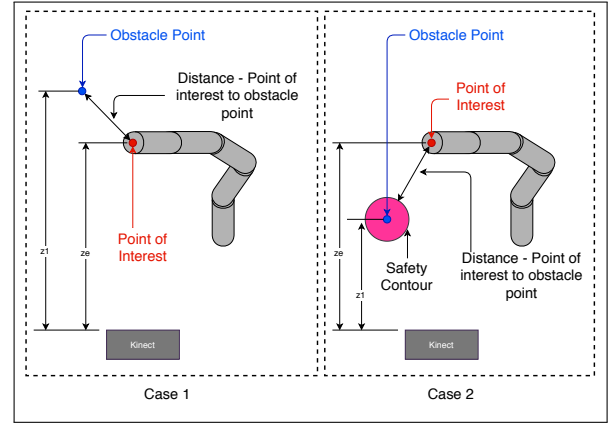 Obstacle Point
Distance - Point of
interest to obstacle
point
Point of
Interest
z1
ze
Kinect
Case 1
Obstacle Point
Point of
Interest
ze
z1
Safety
Contour
Distance - Point of
interest to obstacle
point
Kinect
Case 2